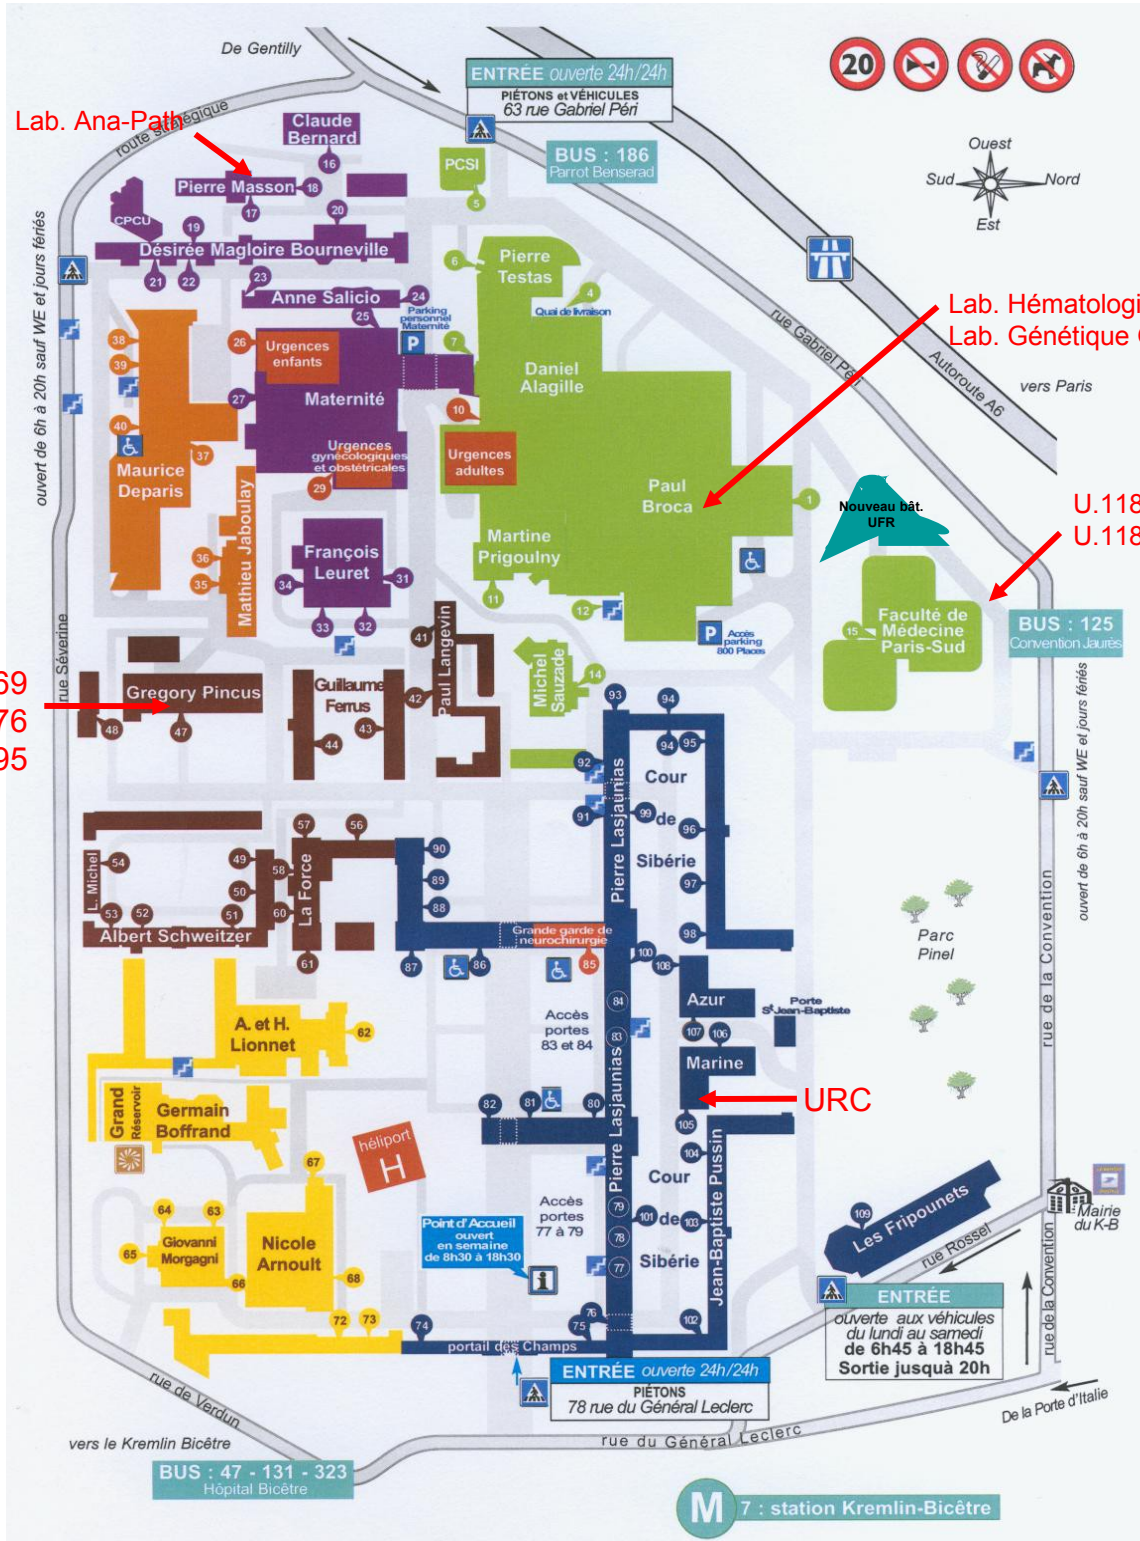 De Gentilly
ENTRÉE ouverte 24h/24h
PIÉTONS et VÉHICULES
63 rue Gabriel Péri
20
Lab. Ana-Path
route stratégique
Claude
Bernard
16
PCSI
5
BUS : 186
Parrot Benserad
Ouest
Sud
Nord
Est
Pierre Masson
18
17
CPCU
19
20
Désirée Magloire Bourneville
21
22
23
Anne Salicio
24
25
Parking
personnel
Maternité
P
6
Pierre
Testas
4
Quai de livraison
7
Daniel
Alagille
rue Gabriel Péri
Autoroute A6
vers Paris
Lab. Hématologi
Lab. Génétique
ouvert de 6h à 20h sauf WE et jours fériés
38
39
40
37
Maurice
Deparis
26
Urgences
enfants
27
Maternité
Urgences
gynécologiques
et obstétricales
29
10
Urgences
adultes
Paul
Broca
1
Nouveau bât.
UFR
U.118
U.118
Mathieu Jaboulay
36
35
François
Leuret
34
31
33
32
Martine
Prigoulny
11
12
P
Accès
parking
800 Places
15
Faculté de
Médecine
Paris-Sud
BUS : 125
Convention Jaurès
rue Séverine
69
76
95
Gregory Pincus
48
47
Guillaume
Ferrus
44
43
41
Paul Langevin
42
Michel
Sauzade
14
93
94
94
95
92
Pierre Lasjaunias
91
99
Cour
de
Sibérie
96
97
98
ouvert de 6h à 20h sauf WE et jours fériés
rue de la Convention
L. Michel
54
53
52
49
50
51
Albert Schweitzer
57
56
58
La Force
60
61
90
89
88
87
86
Grande garde de
neurochirurgie
85
100
108
Parc
Pinel
A. et H.
Lionnet
62
Accès
portes
83 et 84
84
83
Azur
107
106
Porte
St Jean-Baptiste
Marine
105
URC
Grand
Réservoir
Germain
Boffrand
82
81
80
Pierre Lasjaunias
104
héliport
H
67
64
63
65
Giovanni
Morgagni
66
Nicole
Arnoult
68
Accès
portes
77 à 79
79
78
77
101
Cour
de
Sibérie
103
Jean-Baptiste Pussin
109
Les Fripounets
Mairie
du K-B
Point d'Accueil
ouvert
en semaine
de 8h30 à 18h30
i
rue Rossel
ENTRÉE
ouverte aux véhicules
du lundi au samedi
de 6h45 à 18h45
Sortie jusquà 20h
rue de la Convention
72
73
74
portail des Champs
75
76
102
ENTRÉE ouverte 24h/24h
PIÉTONS
78 rue du Général Leclerc
rue de Verdun
vers le Kremlin Bicêtre
rue du Général Leclerc
De la Porte d'Italie
BUS : 47 - 131 - 323
Hôpital Bicêtre
M
7 : station Kremlin-Bicêtre